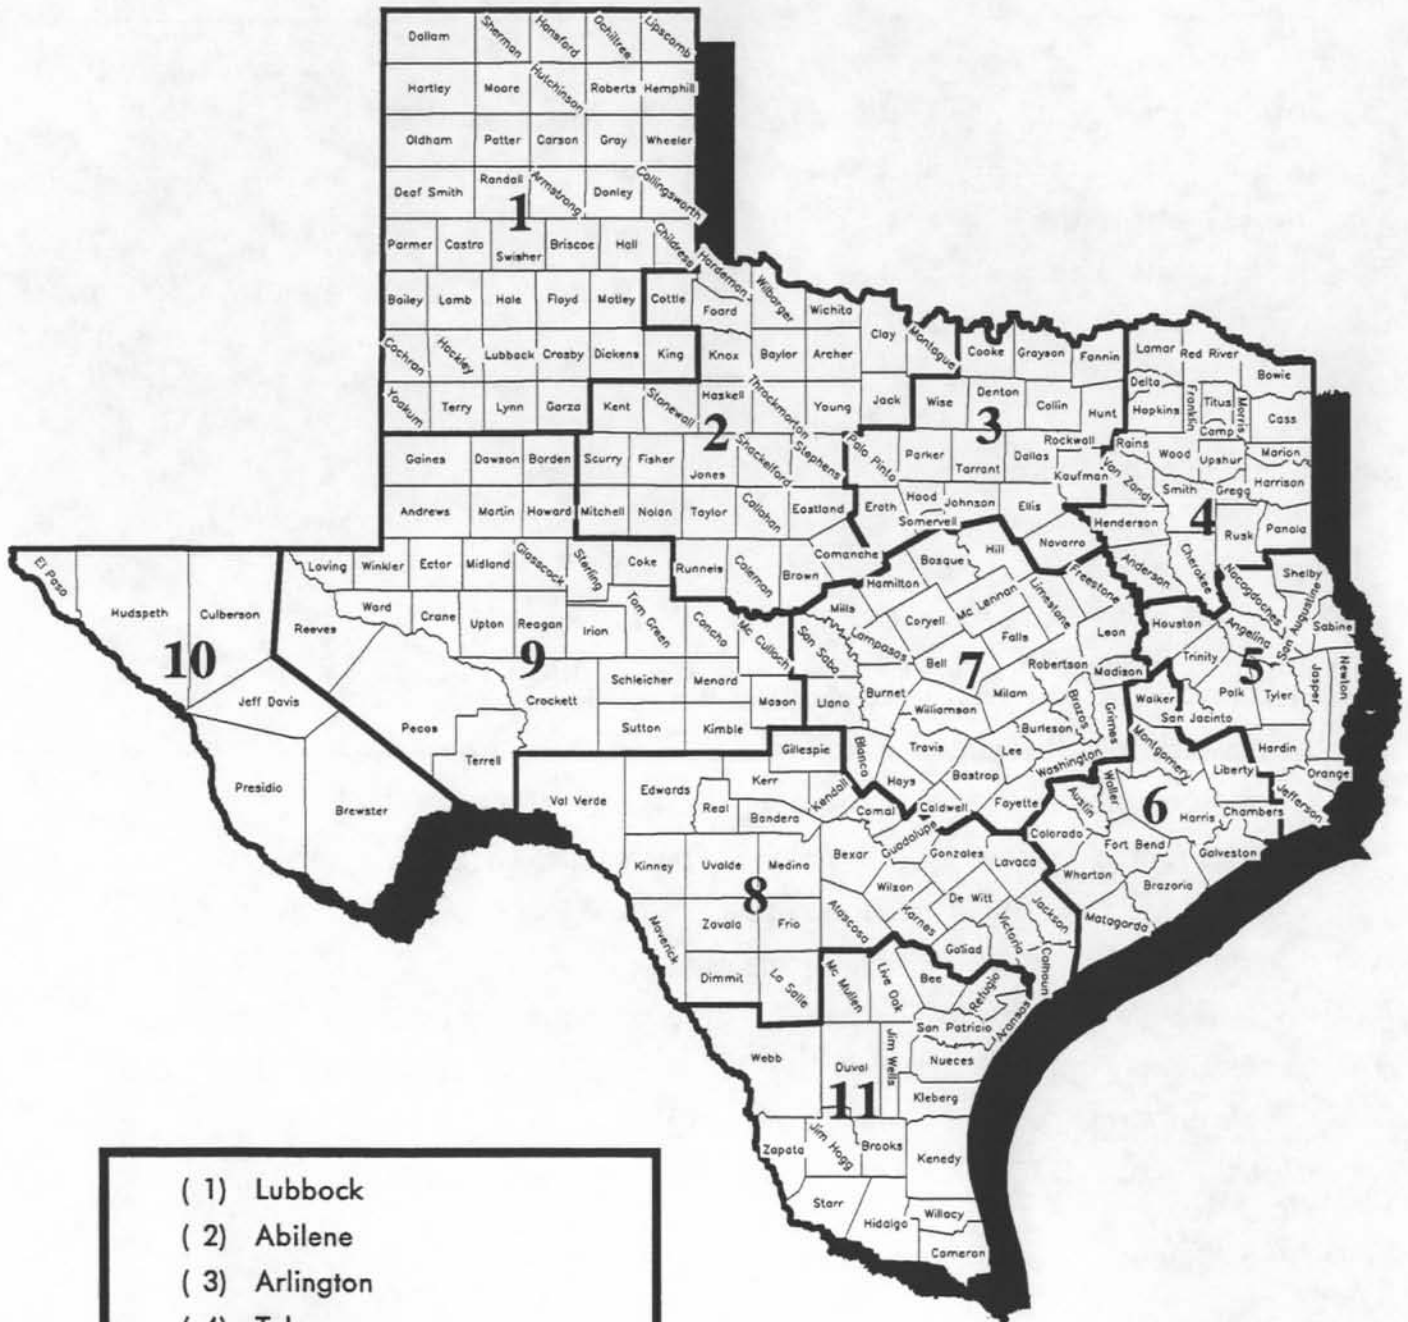 Dallam Sherman Hansford Ochiltree Lipscomb
Hartley Moore Hutchinson Roberts Hemphill
Oldham Potter Carson Gray Wheeler
Deaf Smith Randall Armstrong Donley Collingsworth
1
Parmer Castro Swisher Briscoe Hall Childress
Hardeman Wilbarger
Bailey Lamb Hale Floyd Motley Cottle Foard Wichita
Clay Montague Cooke Grayson Fannin Lamar Red River Bowie
Cochran Hockley Lubbock Crosby Dickens King Knox Baylor Archer
Yoakum Terry Lynn Garza Kent Stonewall Haskell Throckmorton Young Jack Wise Denton Collin Hunt Delta Hopkins Franklin Titus Morris Cass
2 3
Camp
Gaines Dawson Borden Scurry Fisher Jones Shackelford Stephens Palo Pinto Parker Tarrant Dallas Rockwall Kaufman Rains Wood Upshur Marion
Van Zandt Smith Gregg Harrison
Andrews Martin Howard Mitchell Nolan Taylor Callahan Eastland Erath Hood Somervell Johnson Ellis Henderson 4 Rusk Panola
El Paso Hudspeth Culberson Loving Winkler Ector Midland Glasscock Sterling Coke Runnels Coleman Brown Comanche Hamilton Bosque Hill Navarro Freestone Anderson Cherokee Nacogdoches Shelby
Ward Crane Upton Reagan Irion Tom Green Concho Mc Culloch San Saba Mills Lampasas Coryell Mc Lennan Limestone Falls Leon Houston Angelina San Augustine Sabine
Reeves
10 9 7 5
Jeff Davis Pecos Crockett Schleicher Menard Mason Llano Burnet Bell Milam Robertson Madison Trinity Polk Tyler Jasper Newton
Sutton Kimble Williamson Burleson Brazos Grimes Walker San Jacinto
Presidio Brewster Terrell Gillespie Blanco Travis Lee Washington Montgomery Liberty Hardin Orange
Val Verde Edwards Kerr Real Bandera Kendall Hays Bastrop Comal Caldwell Fayette Austin Waller 6 Harris Chambers Jefferson
Kinney Uvalde Medina Bexar Guadalupe Gonzales Lavaca Colorado Fort Bend Galveston
8 Wilson De Witt Wharton Brazoria
Maverick Zavala Frio Atascosa Karnes Goliad Victoria Jackson Matagorda
Calhoun
Dimmit La Salle Mc Mullen Live Oak Bee Refugio Aransas
San Patricio
Webb Duval Jim Wells Nueces
11 Kleberg
Zapata Jim Hogg Brooks Kenedy
Starr Hidalgo Willacy
Cameron
( 1) Lubbock
( 2) Abilene
( 3) Arlington